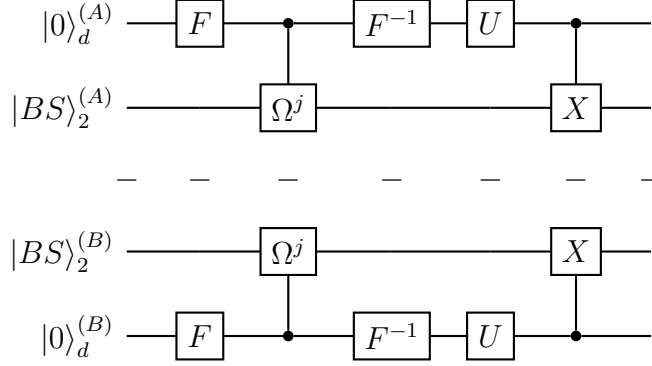 |0⟩_d^{(A)} F F^{-1} U
|BS⟩_2^{(A)} Ω^j X
|BS⟩_2^{(B)} Ω^j X
|0⟩_d^{(B)} F F^{-1} U